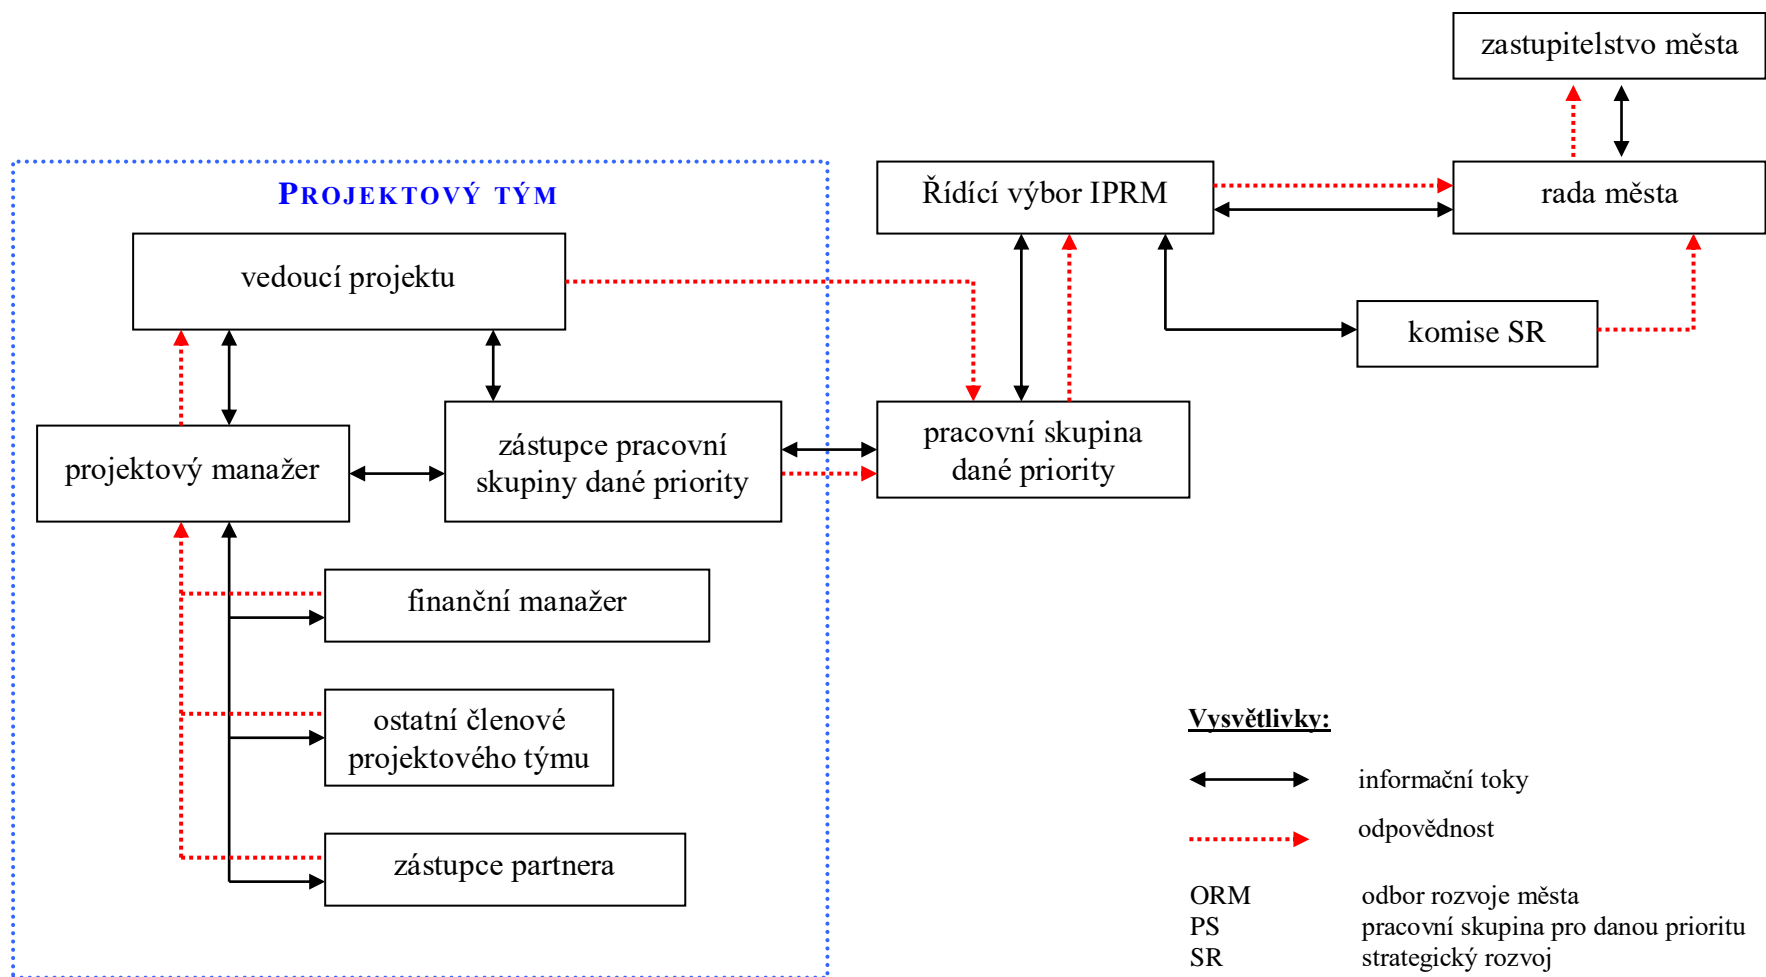 zastupitelstvo města
Řídící výbor IPRM
rada města
PROJEKTOVÝ TÝM
vedoucí projektu
komise SR
projektový manažer
zástupce pracovní
skupiny dané priority
pracovní skupina
dané priority
finanční manažer
ostatní členové
projektového týmu
zástupce partnera
Vysvětlivky:
informační toky
odpovědnost
ORM odbor rozvoje města
PS pracovní skupina pro danou prioritu
SR strategický rozvoj